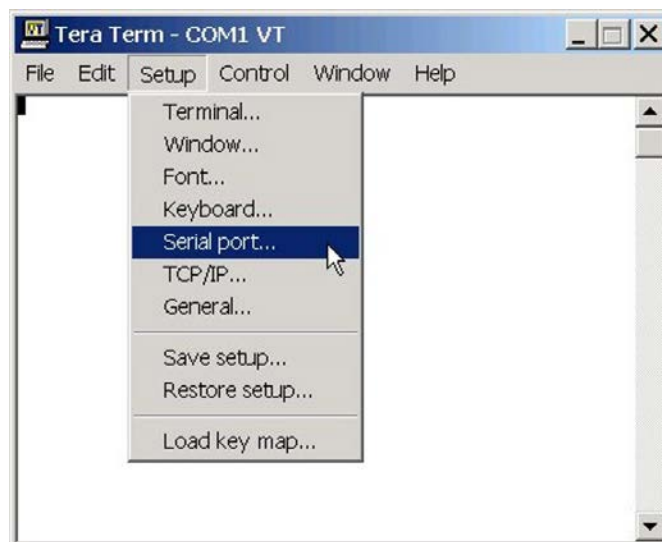 Tera Term - COM1 VT
File Edit Setup Control Window Help
Terminal...
Window...
Font...
Keyboard...
Serial port...
TCP/IP...
General...
Save setup...
Restore setup...
Load key map...